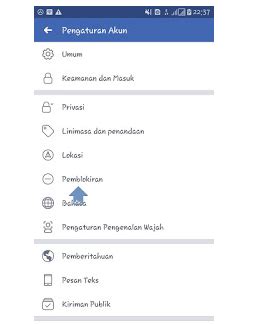 22:37
Pengaturan Akun
Umum
Keamanan dan Masuk
Privasi
Linimasa dan penandaan
Lokasi
Pemblokiran
Bahasa
Pengaturan Pengenalan Wajah
Pemberitahuan
Pesan Teks
Kiriman Publik